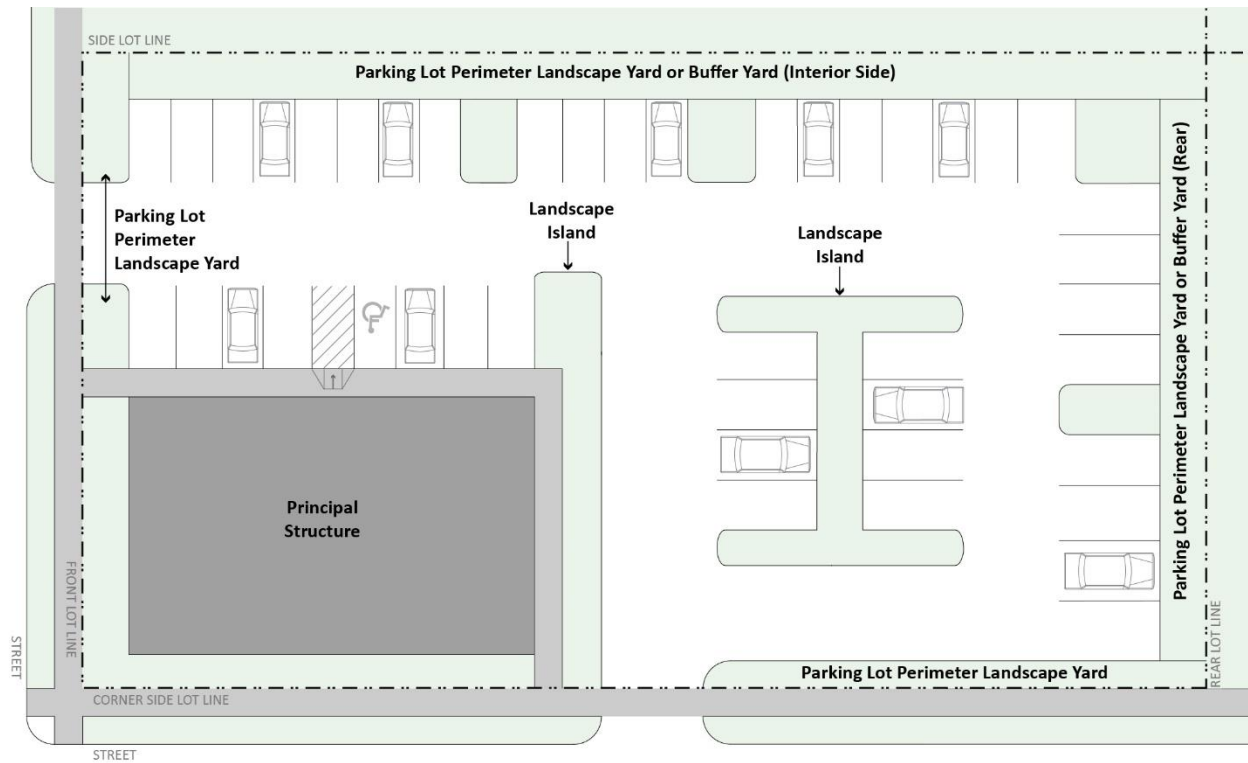 SIDE LOT LINE
Parking Lot Perimeter Landscape Yard or Buffer Yard (Interior Side)
Parking Lot
Perimeter
Landscape Yard
Landscape
Island
Landscape
Island
Parking Lot Perimeter Landscape Yard or Buffer Yard (Rear)
Principal
Structure
FRONT LOT LINE
STREET
REAR LOT LINE
Parking Lot Perimeter Landscape Yard
CORNER SIDE LOT LINE
STREET